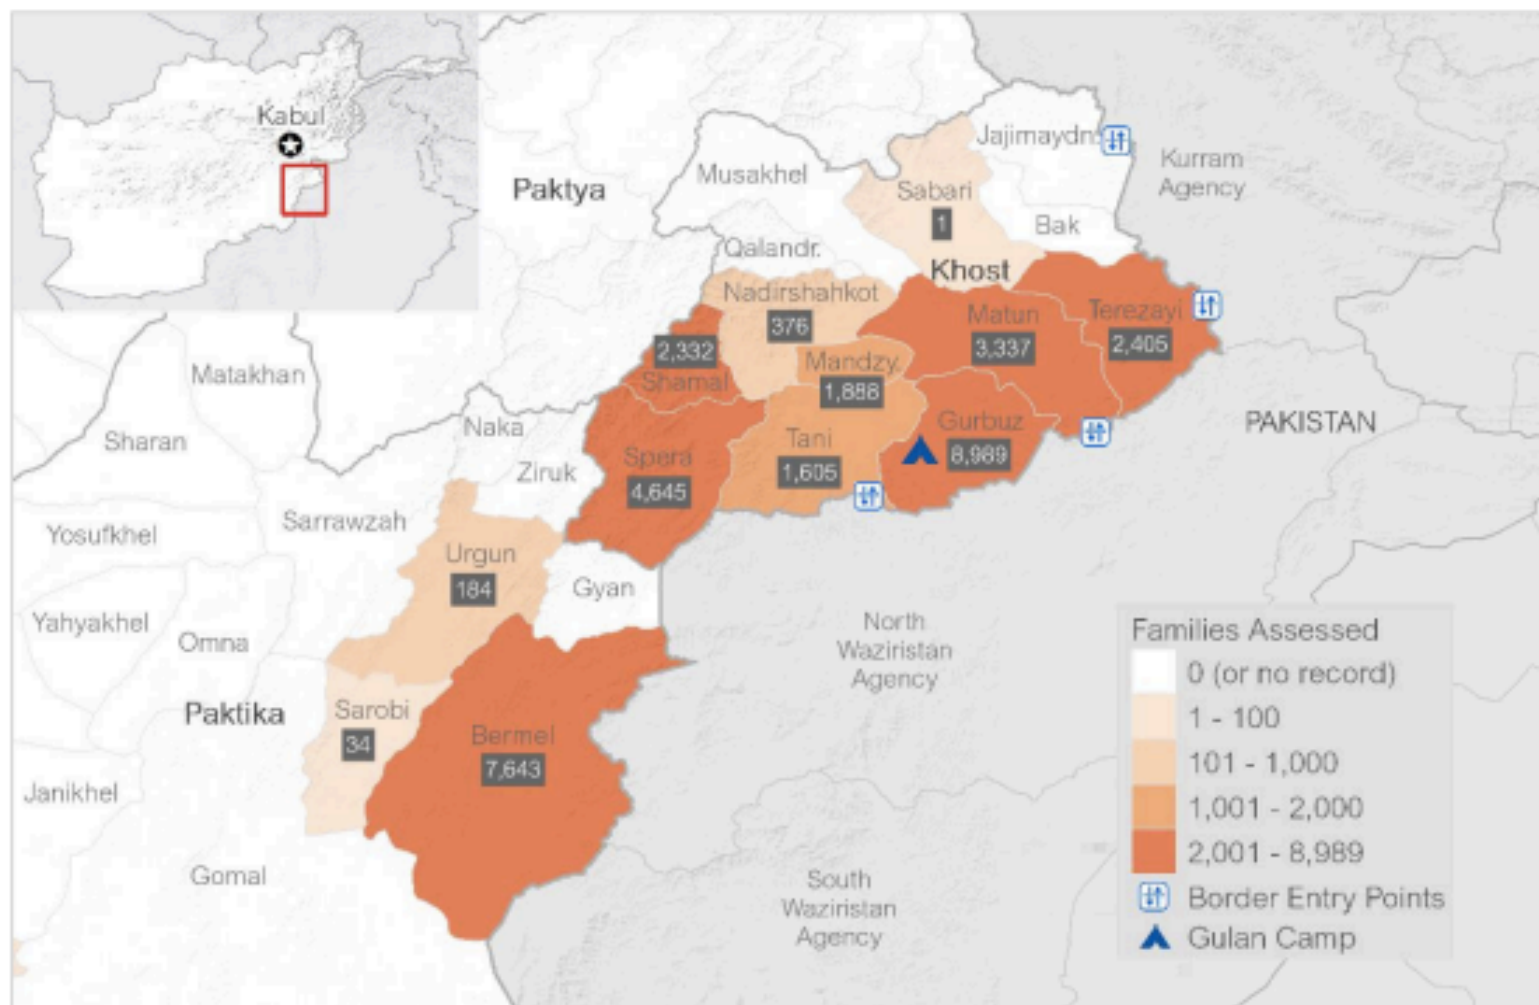 Kabul
Paktya
Musakhel
Jajimaydn.
Kurram
Agency
Sabari
1
Bak
Qalandr.
Khost
Nadirshahkot
376
Matun
3,337
Terezayi
2,405
2,332
Shamal
Mandzy.
1,888
Matakhan
Sharan
Naka
Ziruk
Spera
4,645
Tani
1,605
Gurbuz
8,989
PAKISTAN
Sarrawzah
Yosufkhel
Urgun
184
Gyan
Yahyakhel
Omna
North
Waziristan
Agency
Paktika
Sarobi
34
Bermel
7,643
Janikhel
Gomal
South
Waziristan
Agency
Families Assessed
0 (or no record)
1 - 100
101 - 1,000
1,001 - 2,000
2,001 - 8,989
Border Entry Points
Gulan Camp